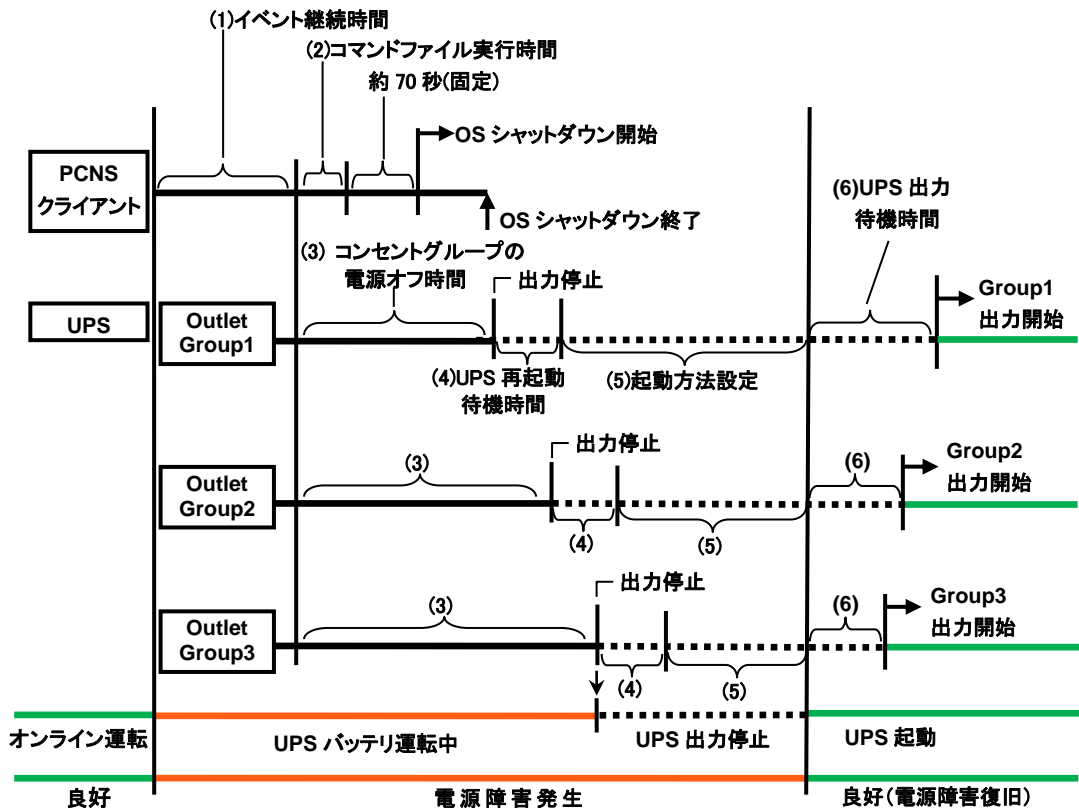 (1)イベント継続時間
(2)コマンドファイル実行時間
約 70 秒(固定)
OS シャットダウン開始
PCNS
クライアント
OS シャットダウン終了
(6)UPS 出力
待機時間
(3) コンセントグループの
電源オフ時間
出力停止
UPS
Outlet
Group1
Group1
出力開始
(4)UPS 再起動
待機時間
(5)起動方法設定
出力停止
Outlet
Group2
(3)
(4)
(5)
(6)
Group2
出力開始
出力停止
Outlet
Group3
(3)
(4)
(5)
(6)
Group3
出力開始
オンライン運転
UPS バッテリ運転中
UPS 出力停止
UPS 起動
良好
電源障害発生
良好(電源障害復旧)